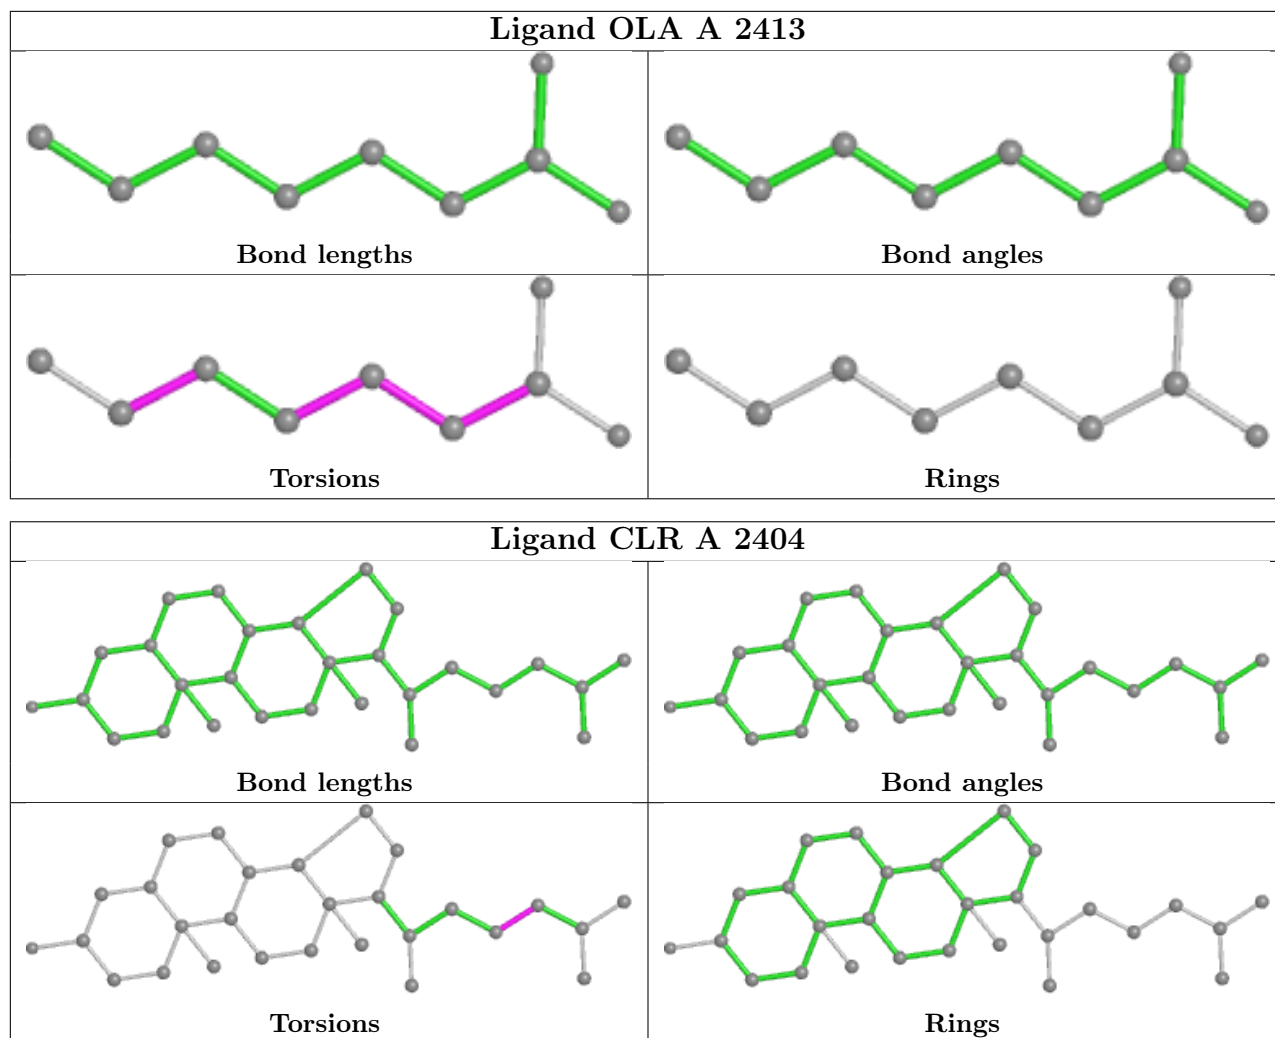 Ligand OLA A 2413
Bond lengths
Bond angles
Torsions
Rings
Ligand CLR A 2404
Bond lengths
Bond angles
Torsions
Rings